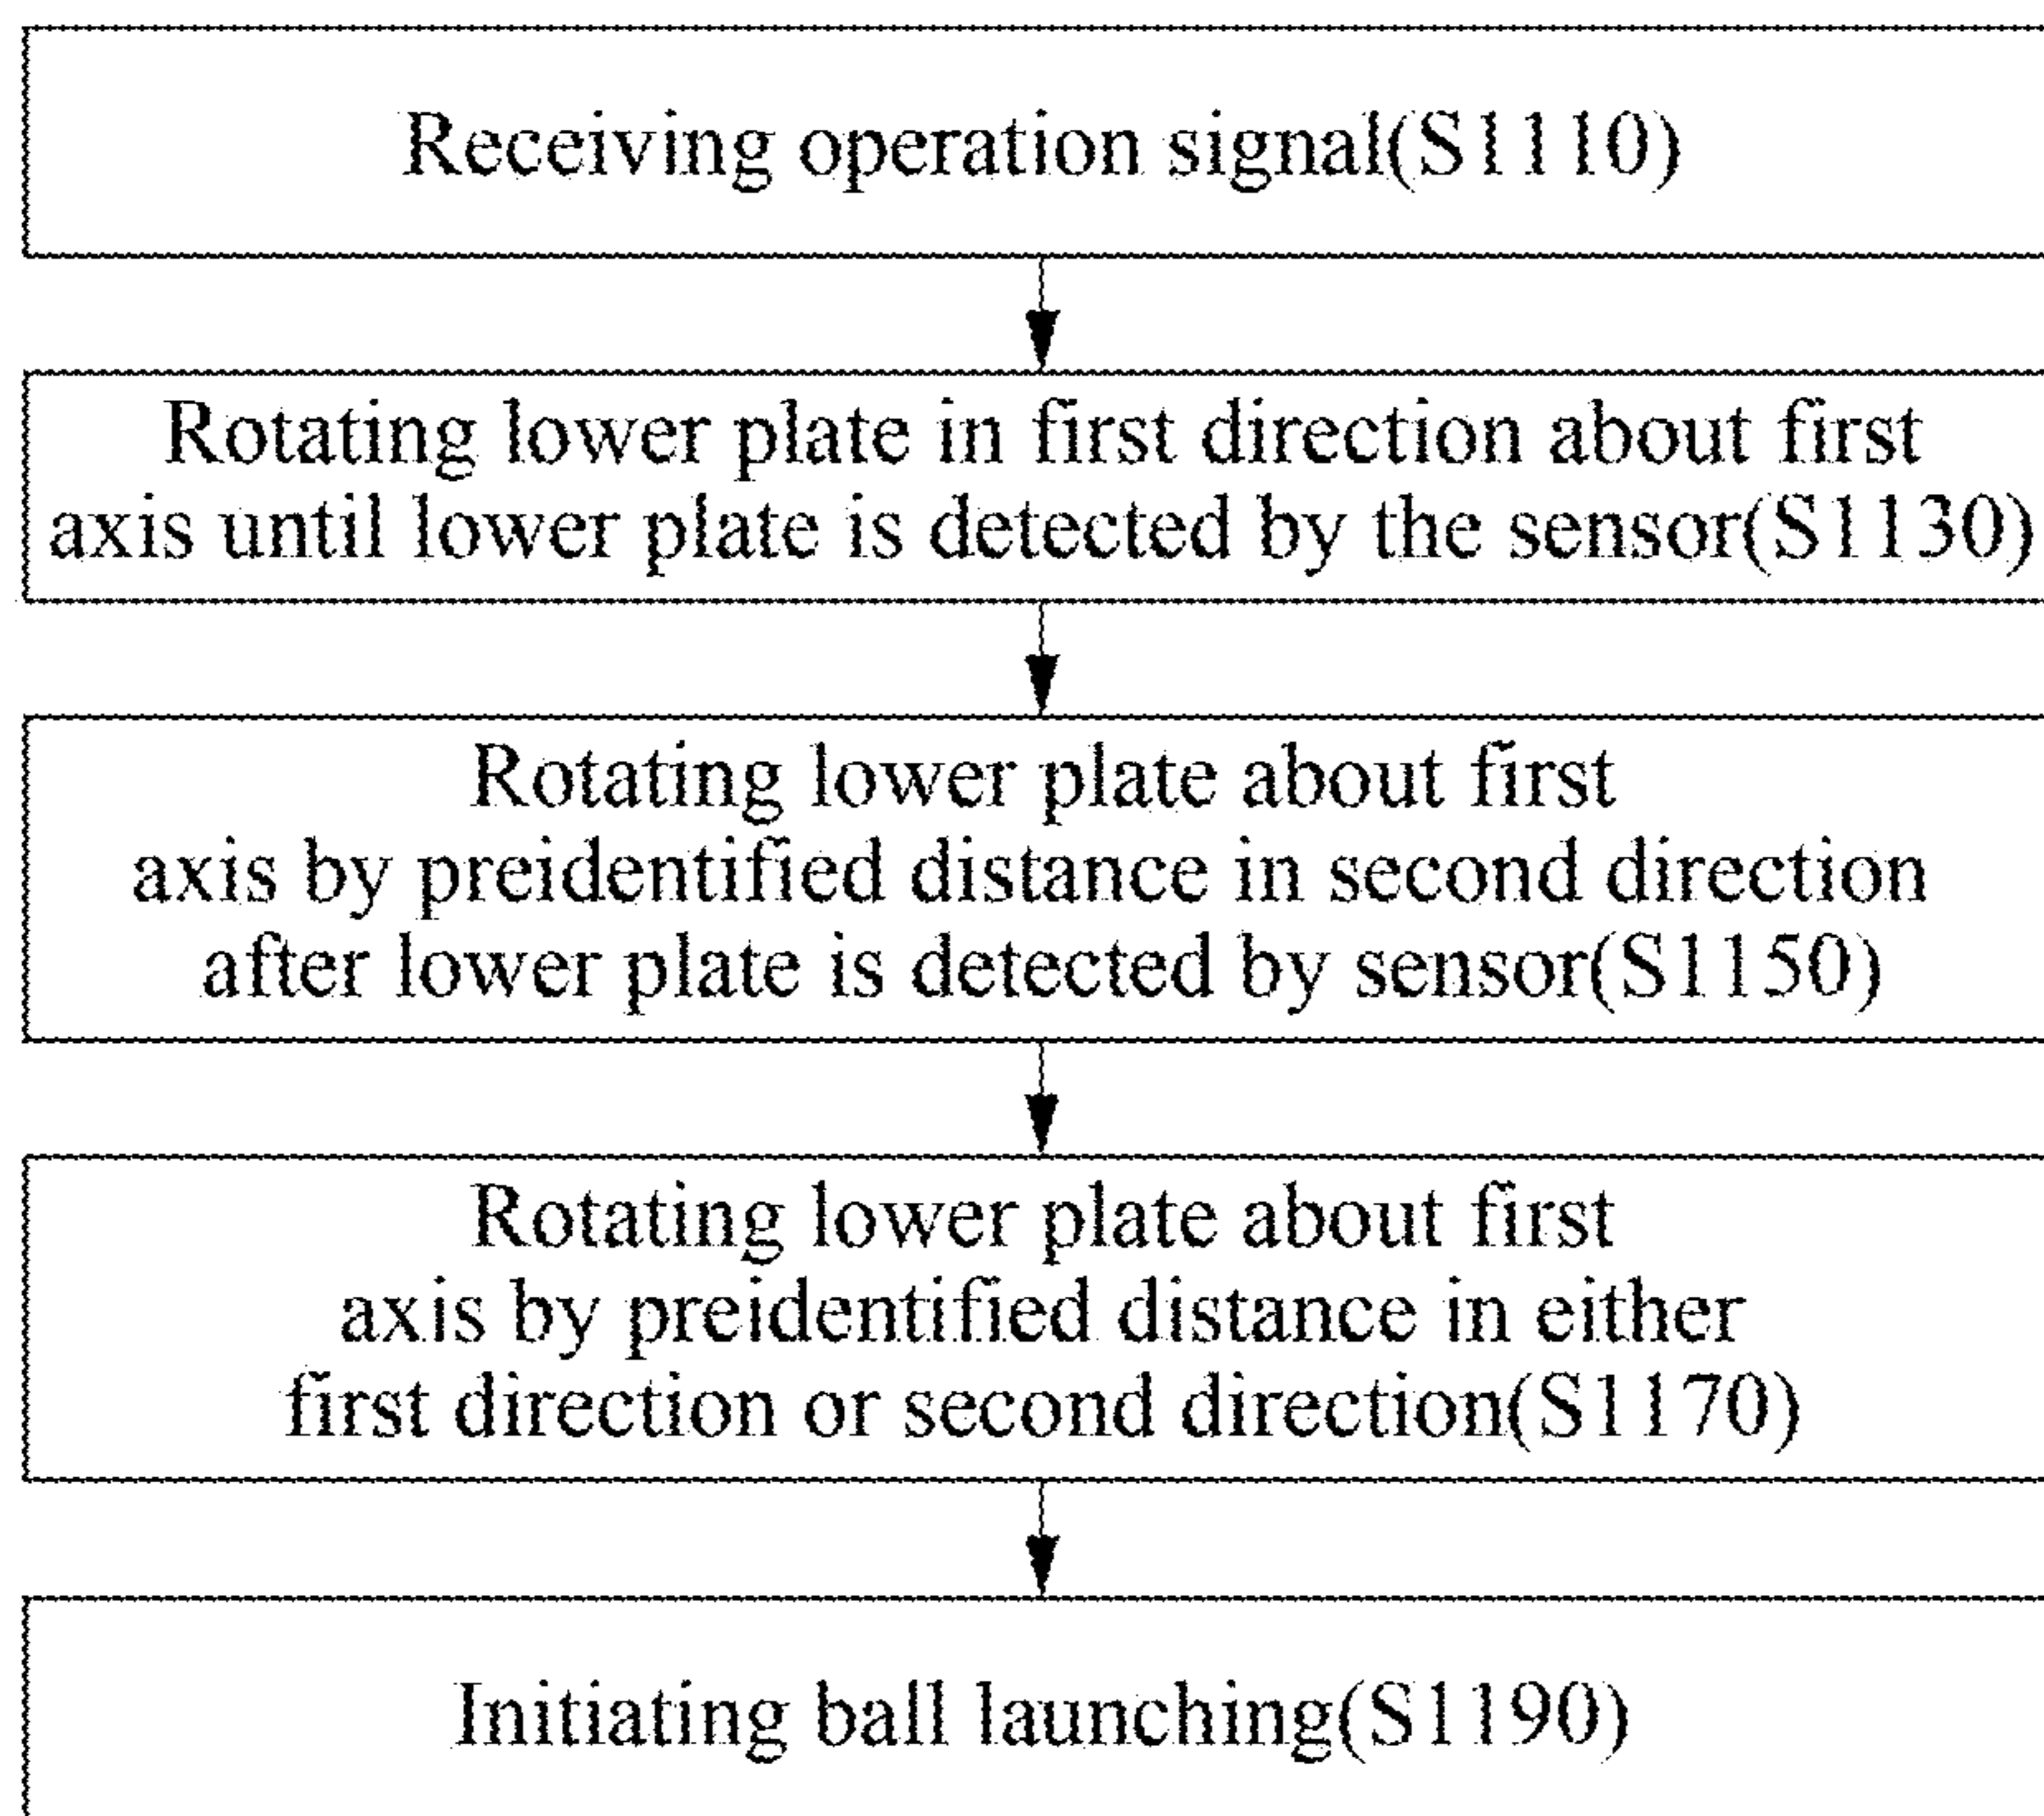 Receiving operation signal(S1110)
Rotating lower plate in first direction about first
axis until lower plate is detected by the sensor(S1130)
Rotating lower plate about first
axis by preidentified distance in second direction
after lower plate is detected by sensor(S1150)
Rotating lower plate about first
axis by preidentified distance in either
first direction or second direction(S1170)
Initiating ball launching(S1190)